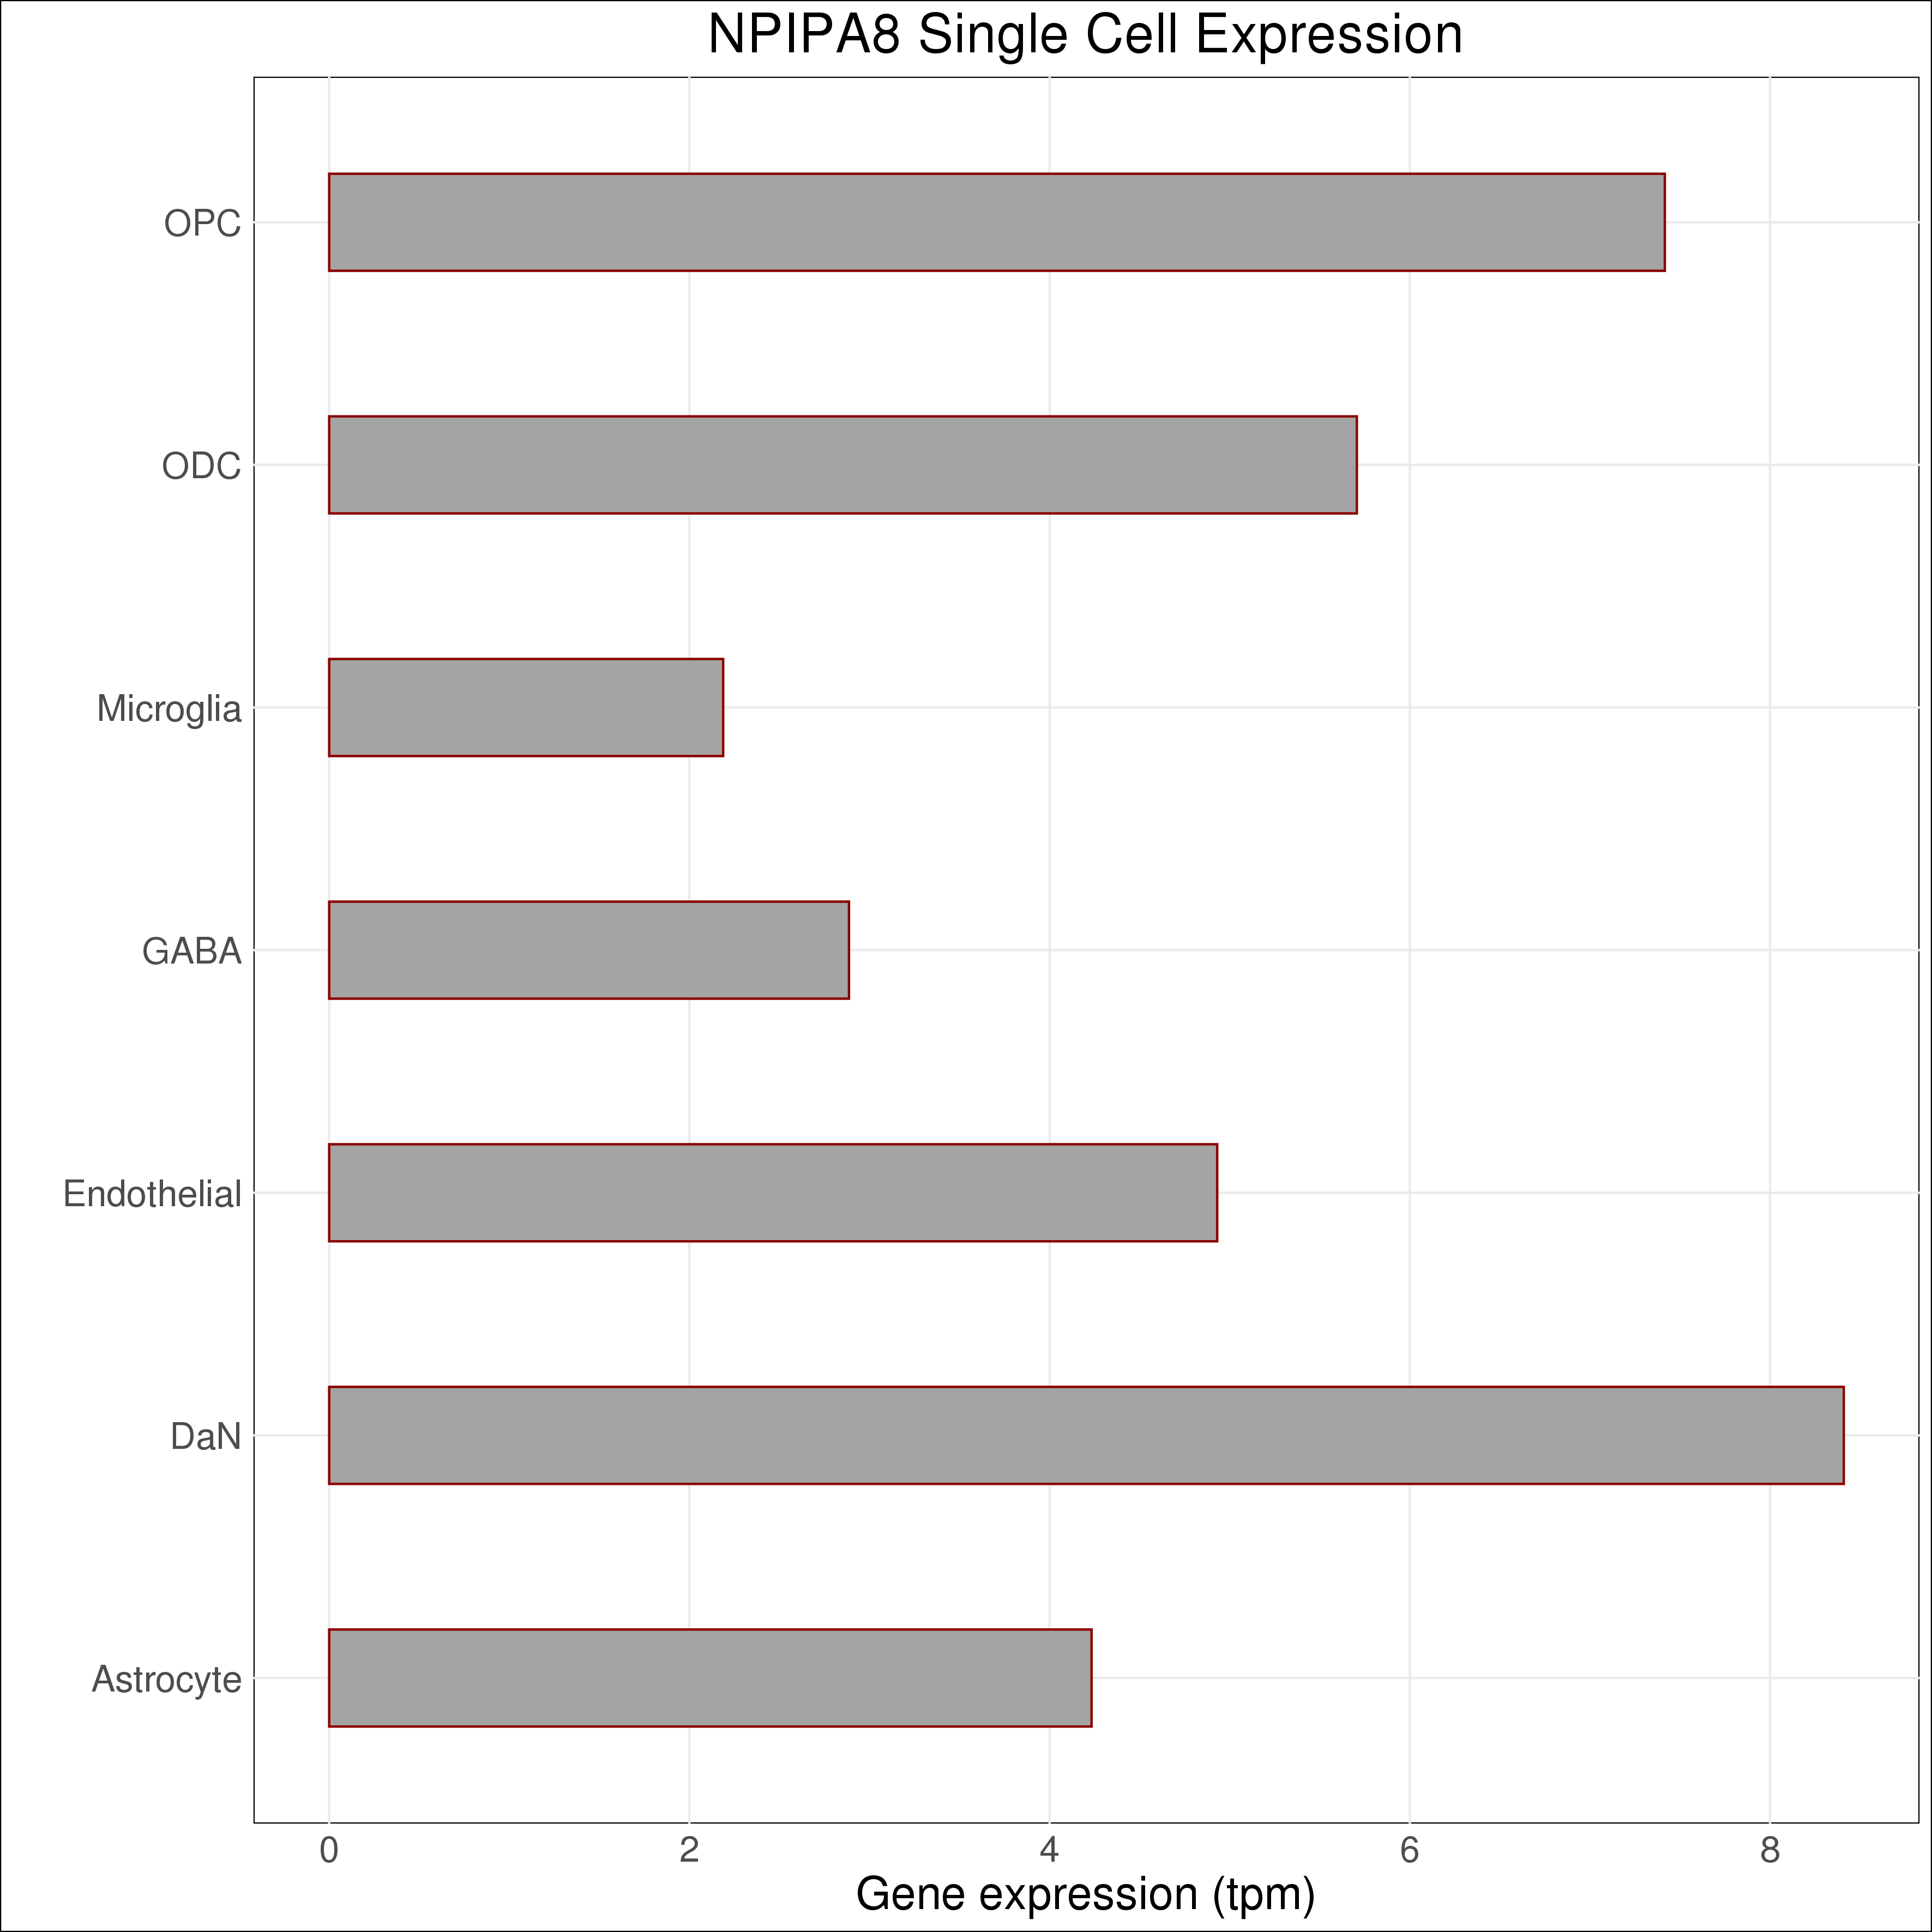 NPIPA8 Single Cell Expression
OPC
ODC
Microglia
GABA
Endothelial
DaN
Astrocyte
0 2 4 6 8
Gene expression (tpm)